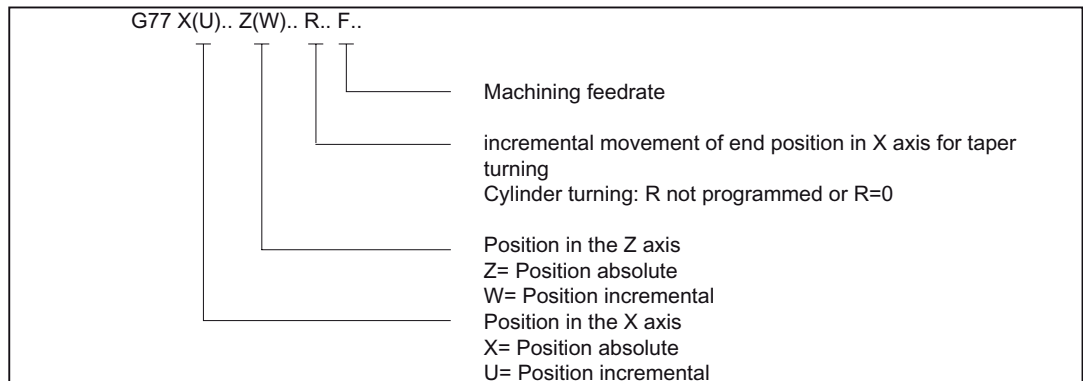 G77 X(U).. Z(W).. R.. F..
Machining feedrate
incremental movement of end position in X axis for taper
turning
Cylinder turning: R not programmed or R=0
Position in the Z axis
Z= Position absolute
W= Position incremental
Position in the X axis
X= Position absolute
U= Position incremental